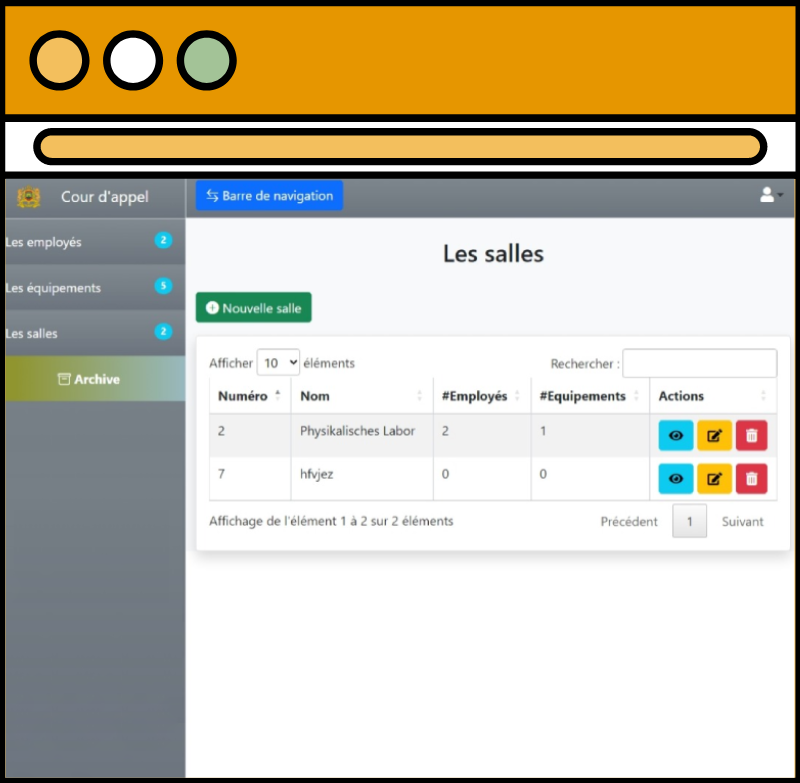 Cour d'appel
Barre de navigation
Les employés 2
Les équipements 5
Les salles 2
Archive
Les salles
Nouvelle salle
Afficher 10 éléments
Rechercher :
Numéro Nom #Employés #Equipements Actions
2 Physikalisches Labor 2 1
7 hfvjez 0 0
Affichage de l'élément 1 à 2 sur 2 éléments
Précédent 1 Suivant